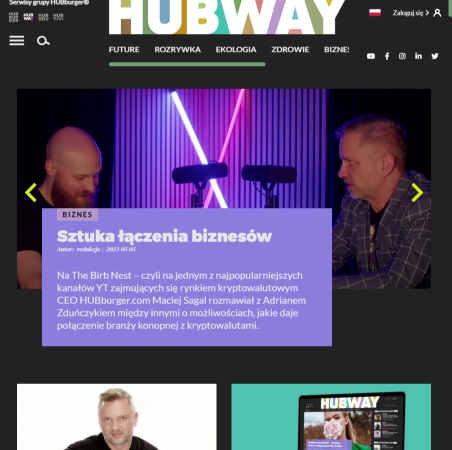 Serwisy grupy HUBburger®
HUBWAY
Zaloguj się >
FUTURE ROZRYWKA EKOLOGIA ZDROWIE BIZNE
BIZNES
Sztuka łączenia biznesów
Autor: redakcja | 2023-05-05
Na The Birb Nest – czyli na jednym z najpopularniejszych
kanałów YT zajmujących się rynkiem kryptowalutowym
CEO HUBburger.com Maciej Sagal rozmawiał z Adrianem
Zduńczykiem między innymi o możliwościach, jakie daje
połączenie branży konopnej z kryptowalutami.
HUBWAY